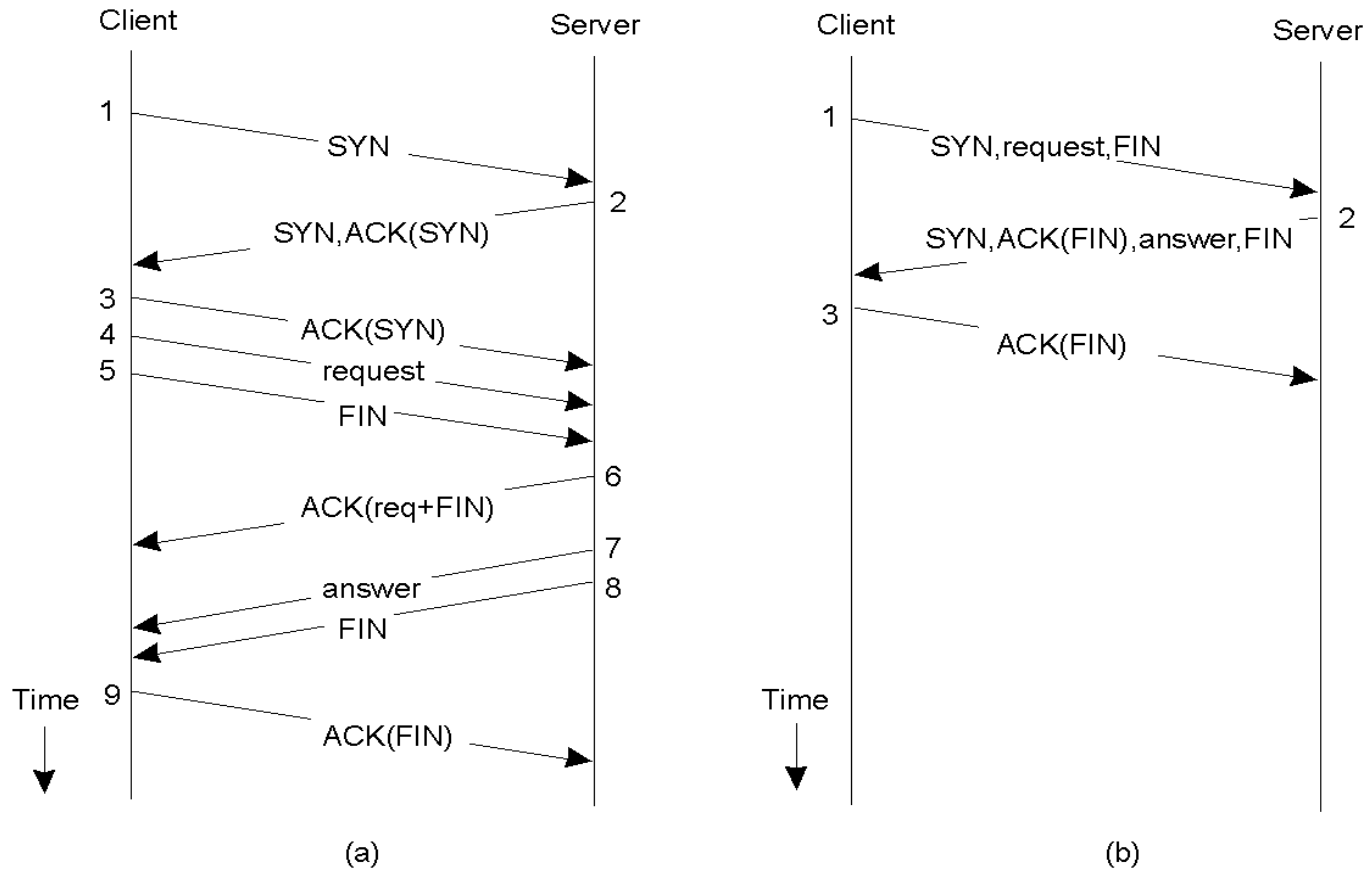 Client
Server
1
SYN
2
SYN,ACK(SYN)
3
ACK(SYN)
4
request
5
FIN
6
ACK(req+FIN)
7
answer
8
FIN
9
Time
ACK(FIN)
(a)
Client
Server
1
SYN,request,FIN
2
SYN,ACK(FIN),answer,FIN
3
ACK(FIN)
Time
(b)